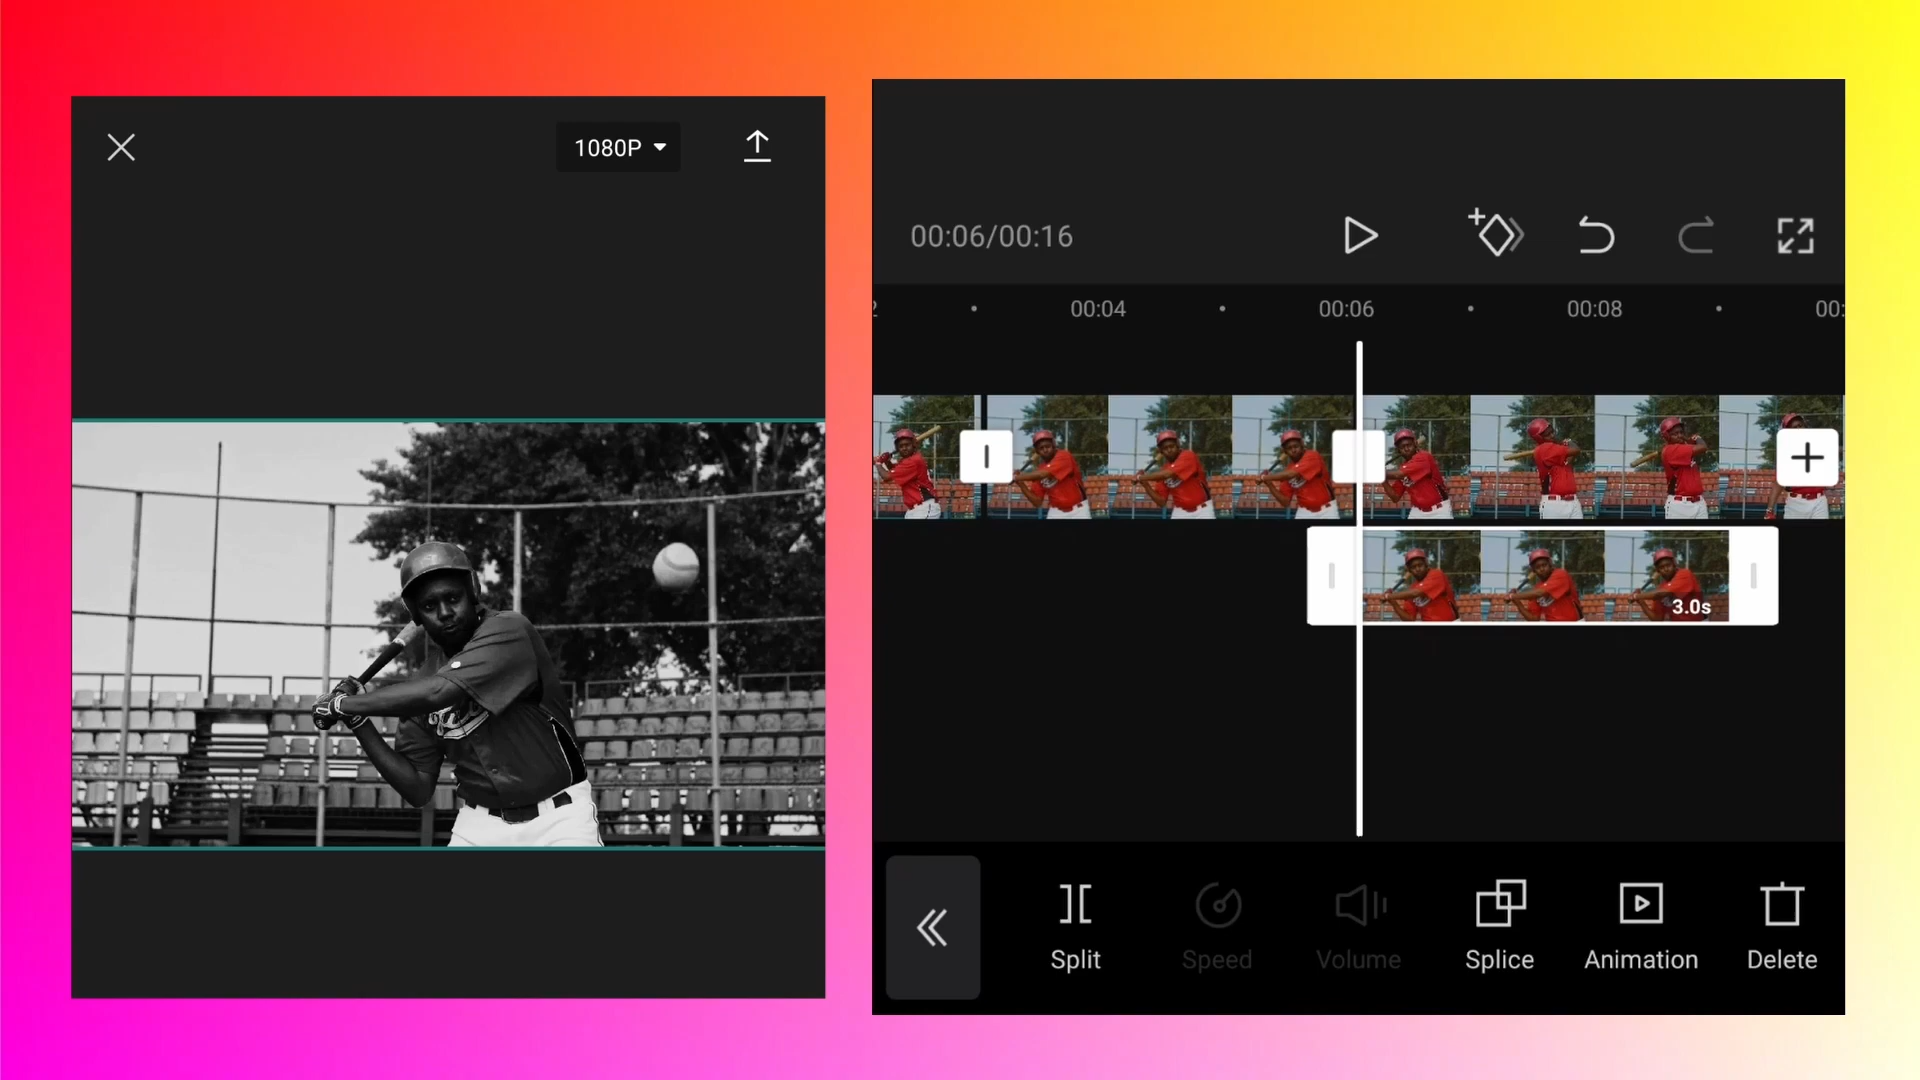 1080P
00:06/00:16
00:04
00:06
00:08
00:
3.0s
Split
Speed
Volume
Splice
Animation
Delete